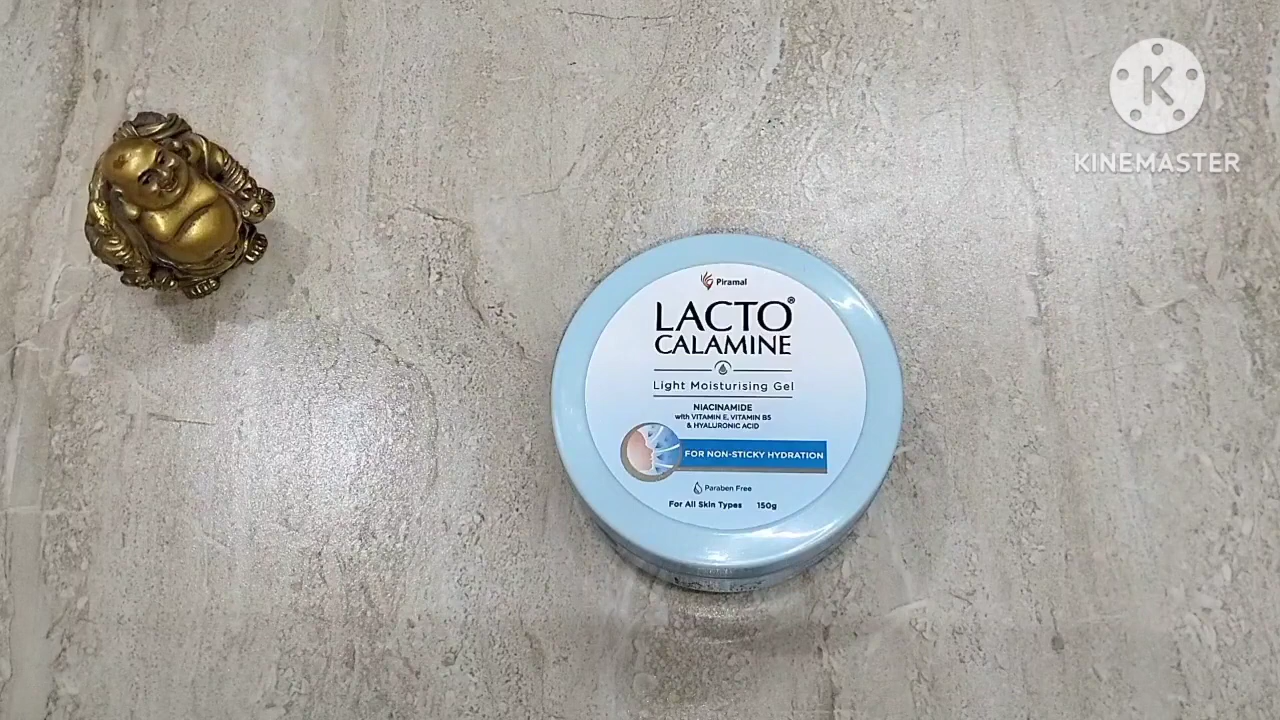 K
KINEMASTER
Piramal
LACTO®
CALAMINE
Light Moisturising Gel
NIACINAMIDE
with VITAMIN E, VITAMIN B5
& HYALURONIC ACID
FOR NON-STICKY HYDRATION
Paraben Free
For All Skin Types 150g